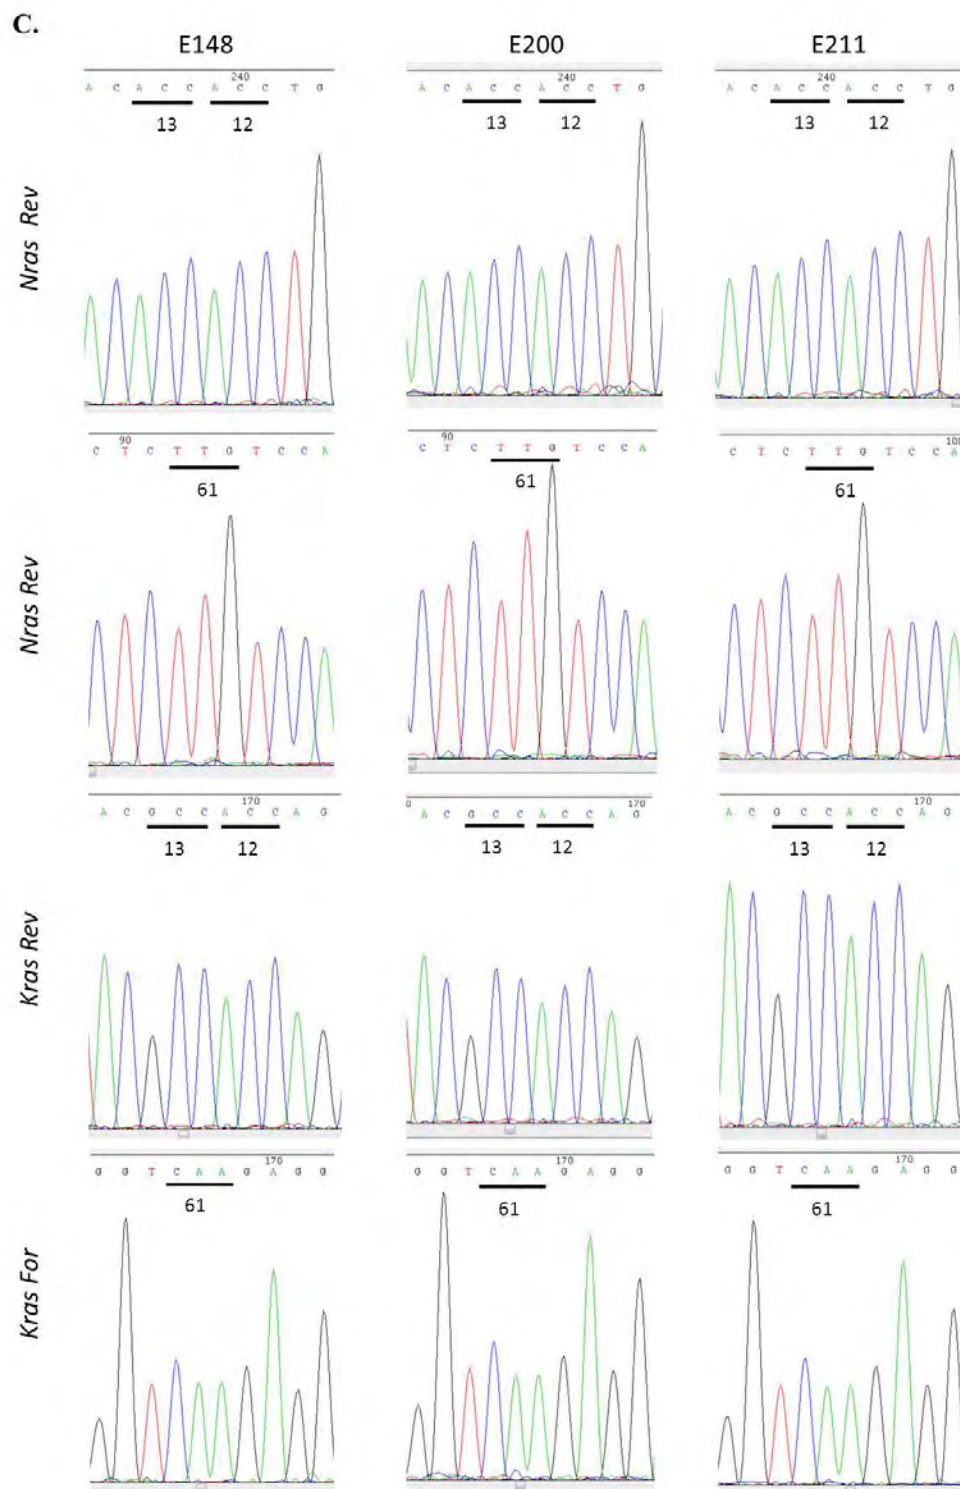 C.
E148 E200 E211
240 240 240
A C A C C A C C T G A C A C C A C C T G A C A C C A C C T G
13 12 13 12 13 12
Nras Rev
90 90 100
C T C T T G T C C A C T C T T G T C C A C T C T T G T C C A
61 61 61
Nras Rev
170 0 170 170
A C G C C A C C A G A C G C C A C C A G A C G C C A C C A G
13 12 13 12 13 12
Kras Rev
170 170 170
G G T C A A G A G G G G T C A A G A G G G G T C A A G A G G
61 61 61
Kras For